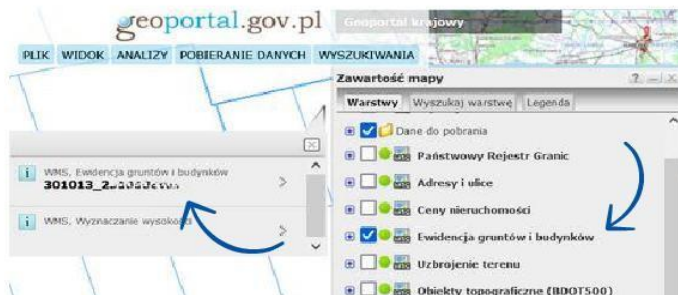 geoportal.gov.pl
Geoportal krajowy
PLIK WIDOK ANALIZY POBIERANIE DANYCH WYSZUKIWANIA
Zawartość mapy
Warstwy Wyszukaj warstwę Legenda
Dane do pobrania
Państwowy Rejestr Granic
Adresy i ulice
Ceny nieruchomości
Ewidencja gruntów i budynków
Uzbrojenie terenu
Obiekty topograficzne (BDOT500)
WMS, Ewidencja gruntów i budynków
WMS, Wyznaczanie wysokości